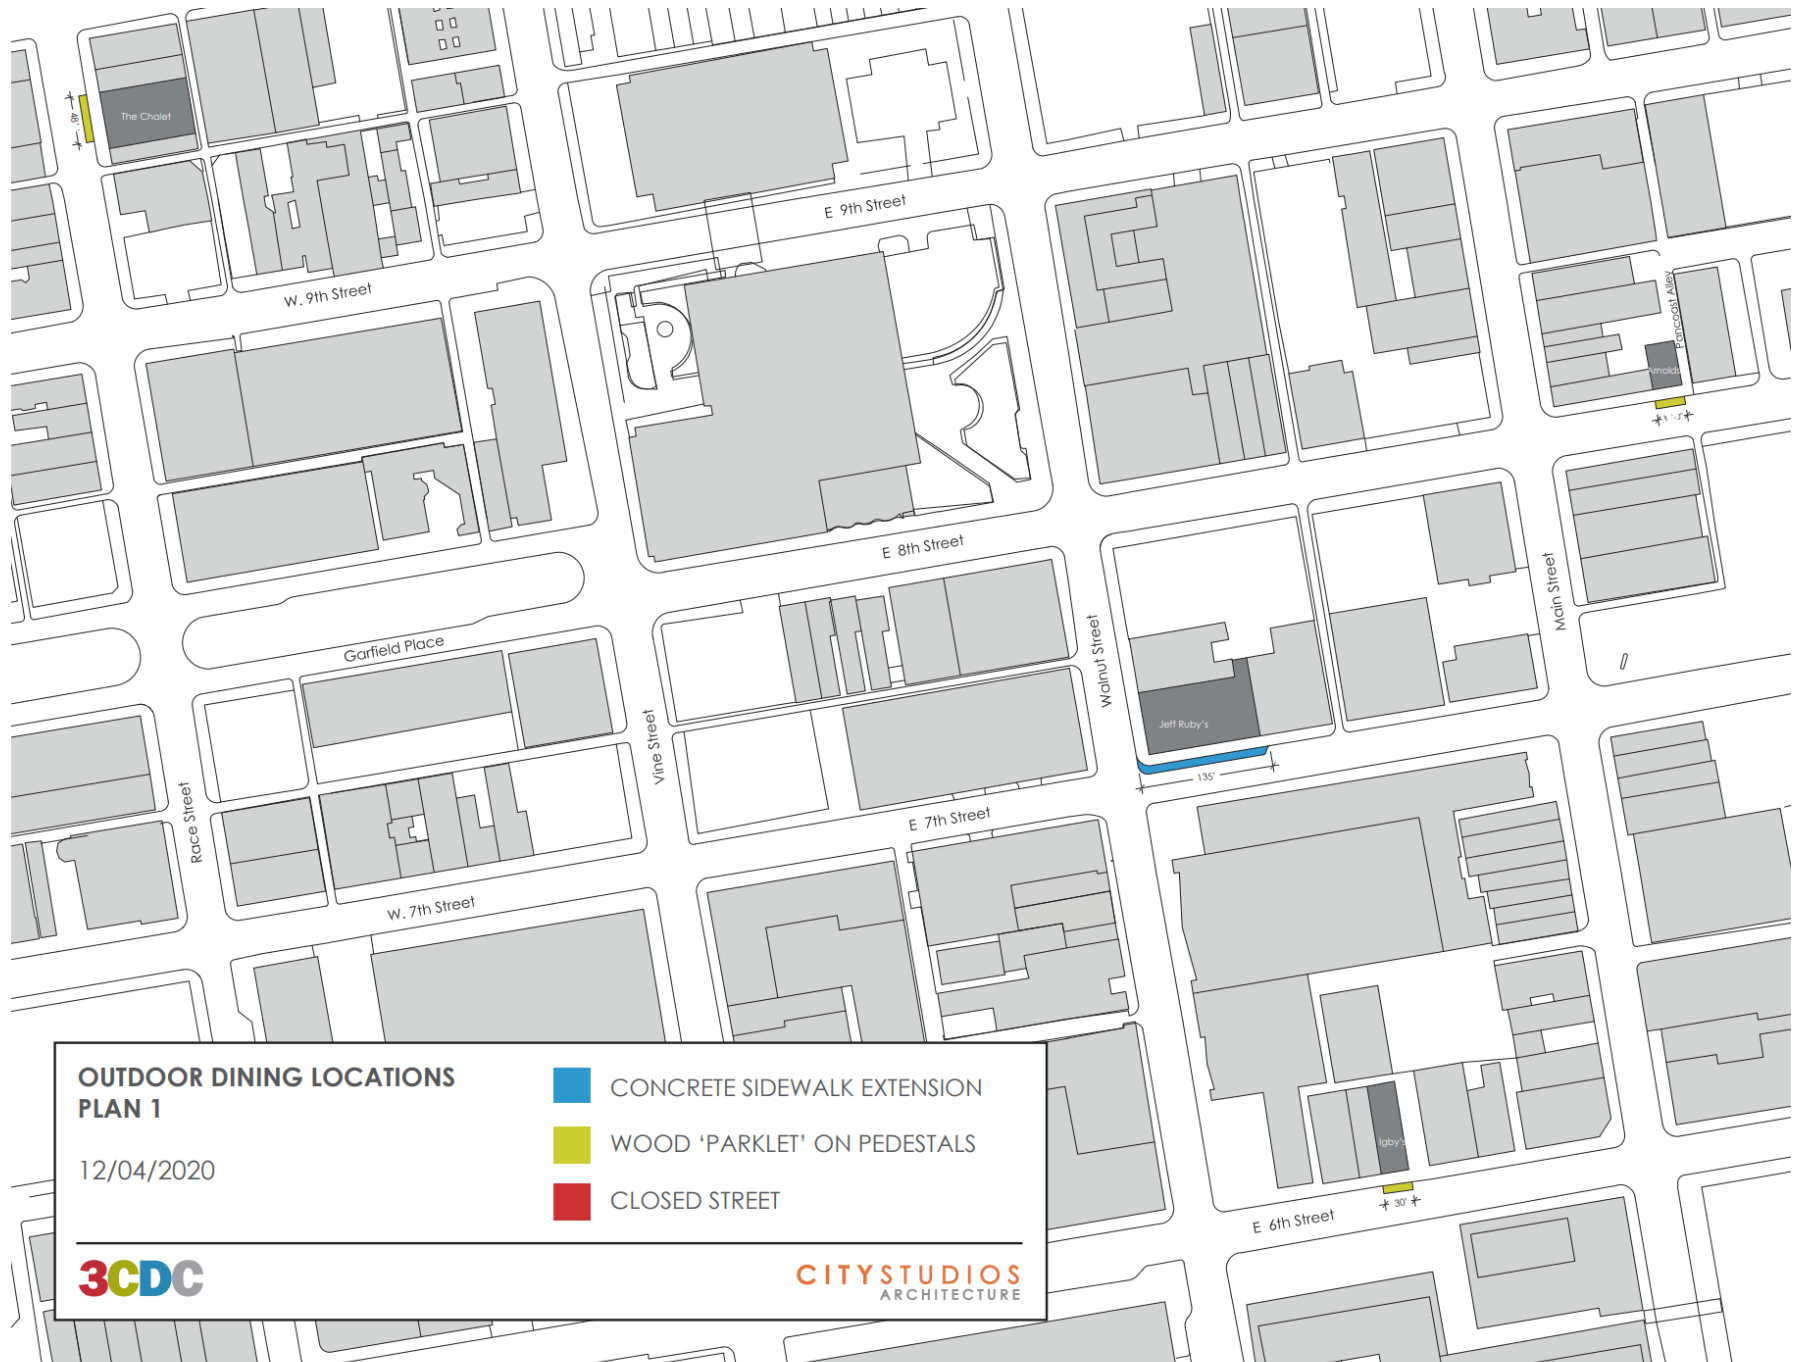 The Chalet
48'
E 9th Street
W. 9th Street
Pancoast Alley
Arnolds
E 8th Street
Main Street
Walnut Street
Garfield Place
Jeff Ruby's
135'
Vine Street
Race Street
E 7th Street
W. 7th Street
Igby's
30'
E 6th Street
OUTDOOR DINING LOCATIONS
PLAN 1
12/04/2020
CONCRETE SIDEWALK EXTENSION
WOOD ‘PARKLET’ ON PEDESTALS
CLOSED STREET
3CDC
CITYSTUDIOS
ARCHITECTURE